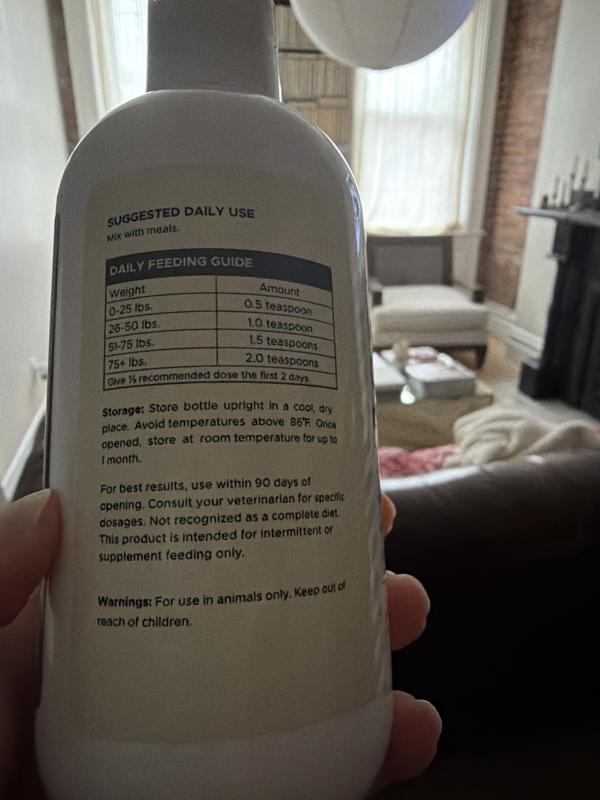 SUGGESTED DAILY USE
Mix with meals.
DAILY FEEDING GUIDE
Weight Amount
0-25 lbs. 0.5 teaspoon
26-50 lbs. 1.0 teaspoon
51-75 lbs. 1.5 teaspoons
75+ lbs. 2.0 teaspoons
Give ½ recommended dose the first 2 days.
Storage: Store bottle upright in a cool, dry
place. Avoid temperatures above 86°F. Once
opened, store at room temperature for up to
1 month.
For best results, use within 90 days of
opening. Consult your veterinarian for specific
dosages. Not recognized as a complete diet.
This product is intended for intermittent or
supplement feeding only.
Warnings: For use in animals only. Keep out of
reach of children.